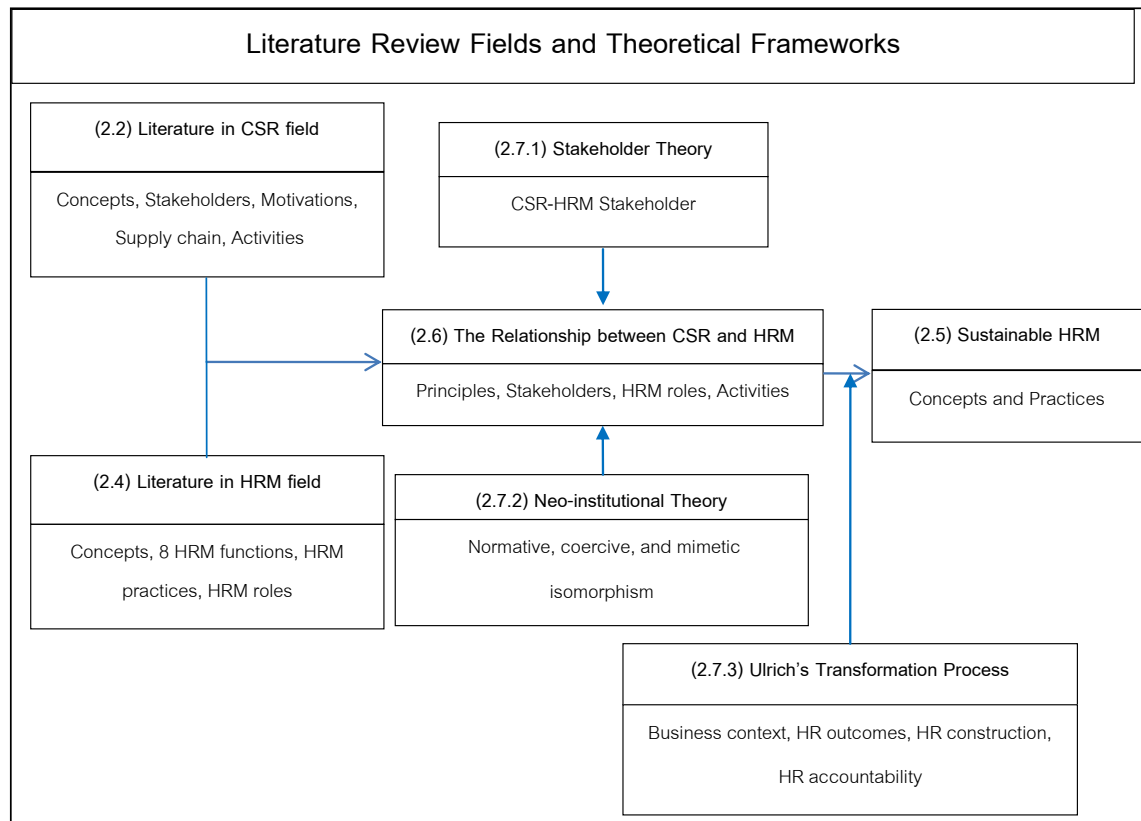 Literature Review Fields and Theoretical Frameworks
(2.2) Literature in CSR field
Concepts, Stakeholders, Motivations,
Supply chain, Activities
(2.7.1) Stakeholder Theory
CSR-HRM Stakeholder
(2.6) The Relationship between CSR and HRM
Principles, Stakeholders, HRM roles, Activities
(2.5) Sustainable HRM
Concepts and Practices
(2.4) Literature in HRM field
Concepts, 8 HRM functions, HRM
practices, HRM roles
(2.7.2) Neo-institutional Theory
Normative, coercive, and mimetic
isomorphism
(2.7.3) Ulrich’s Transformation Process
Business context, HR outcomes, HR construction,
HR accountability